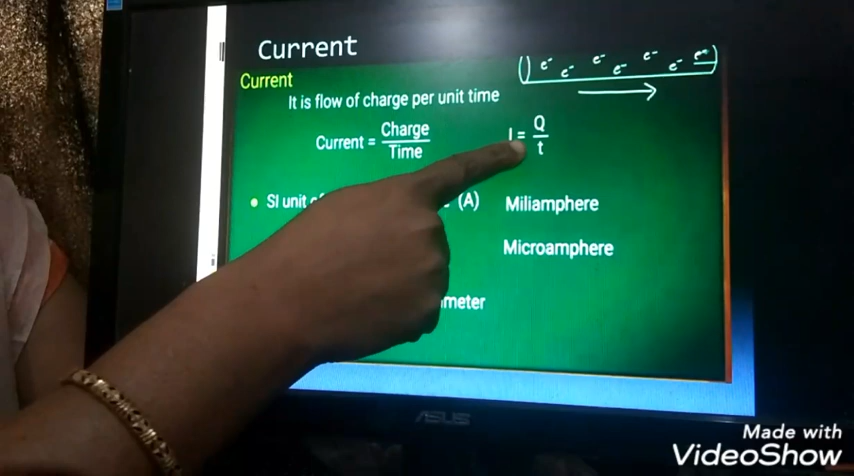 Current
Current
e⁻ e⁻ e⁻ e⁻ e⁻ e⁻ e⁻
It is flow of charge per unit time
Current = Charge / Time
I = Q / t
SI unit (A)
Miliamphere
Microamphere
meter
ASUS
Made with
VideoShow